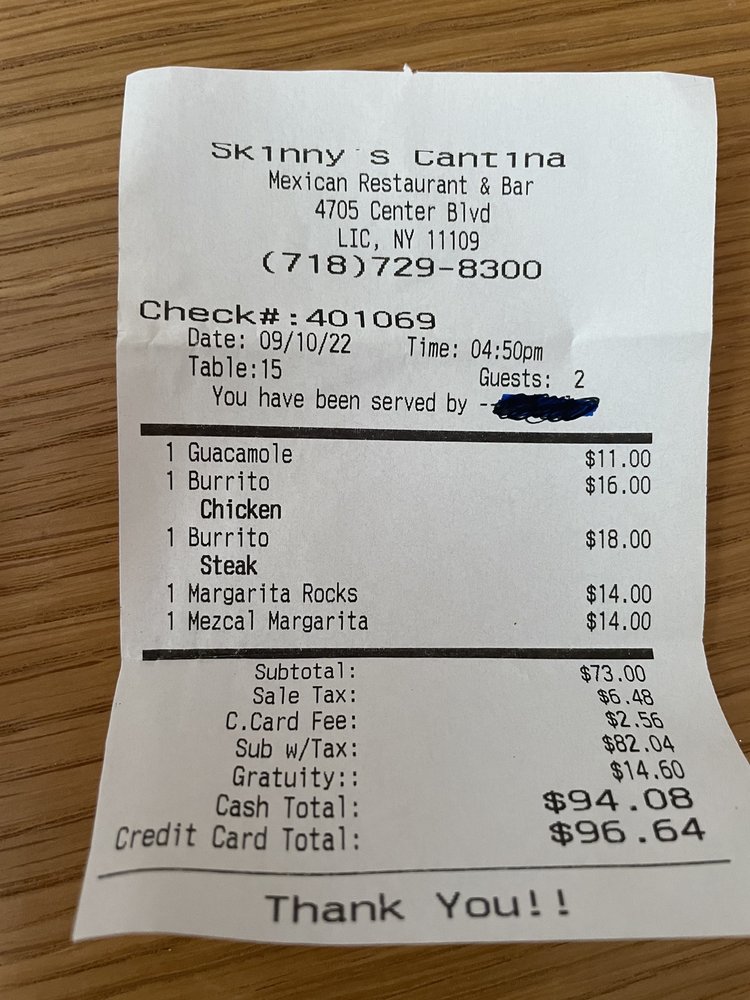 Skinny's Cantina
Mexican Restaurant & Bar
4705 Center Blvd
LIC, NY 11109
(718)729-8300
Check#:401069
Date: 09/10/22 Time: 04:50pm
Table:15 Guests: 2
You have been served by --
1 Guacamole $11.00
1 Burrito $16.00
Chicken
1 Burrito $18.00
Steak
1 Margarita Rocks $14.00
1 Mezcal Margarita $14.00
Subtotal: $73.00
Sale Tax: $6.48
C.Card Fee: $2.56
Sub w/Tax: $82.04
Gratuity:: $14.60
Cash Total: $94.08
Credit Card Total: $96.64
Thank You!!